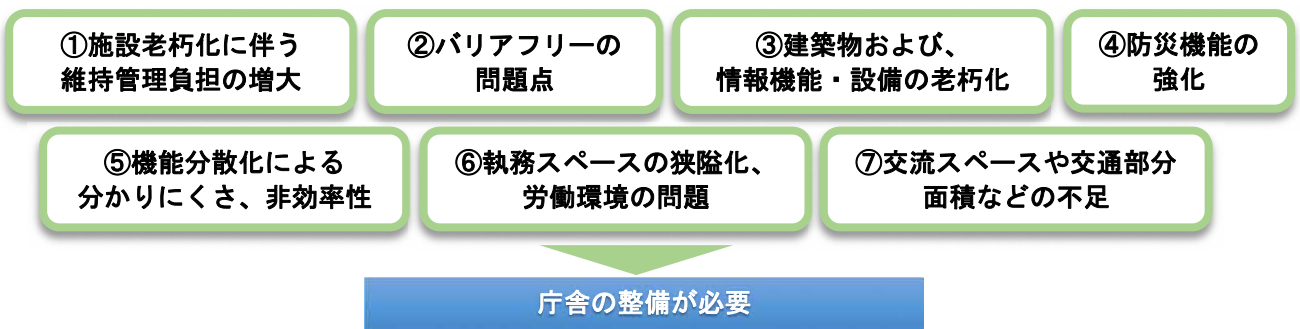 ①施設老朽化に伴う
維持管理負担の増大
②バリアフリーの
問題点
③建築物および、
情報機能・設備の老朽化
④防災機能の
強化
⑤機能分散化による
分かりにくさ、非効率性
⑥執務スペースの狭隘化、
労働環境の問題
⑦交流スペースや交通部分
面積などの不足
庁舎の整備が必要